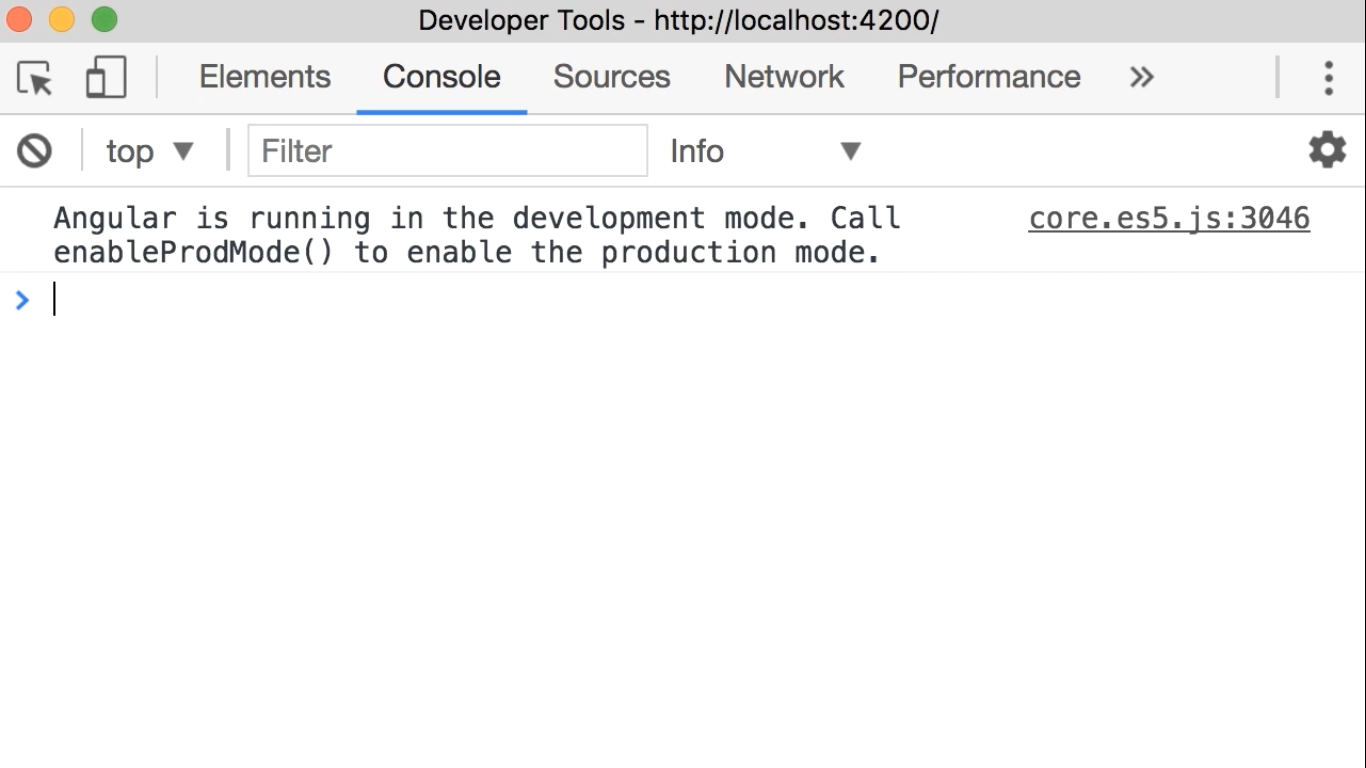 Developer Tools - http://localhost:4200/
Elements Console Sources Network Performance »
top ▼ Filter Info ▼
Angular is running in the development mode. Call core.es5.js:3046
enableProdMode() to enable the production mode.
>